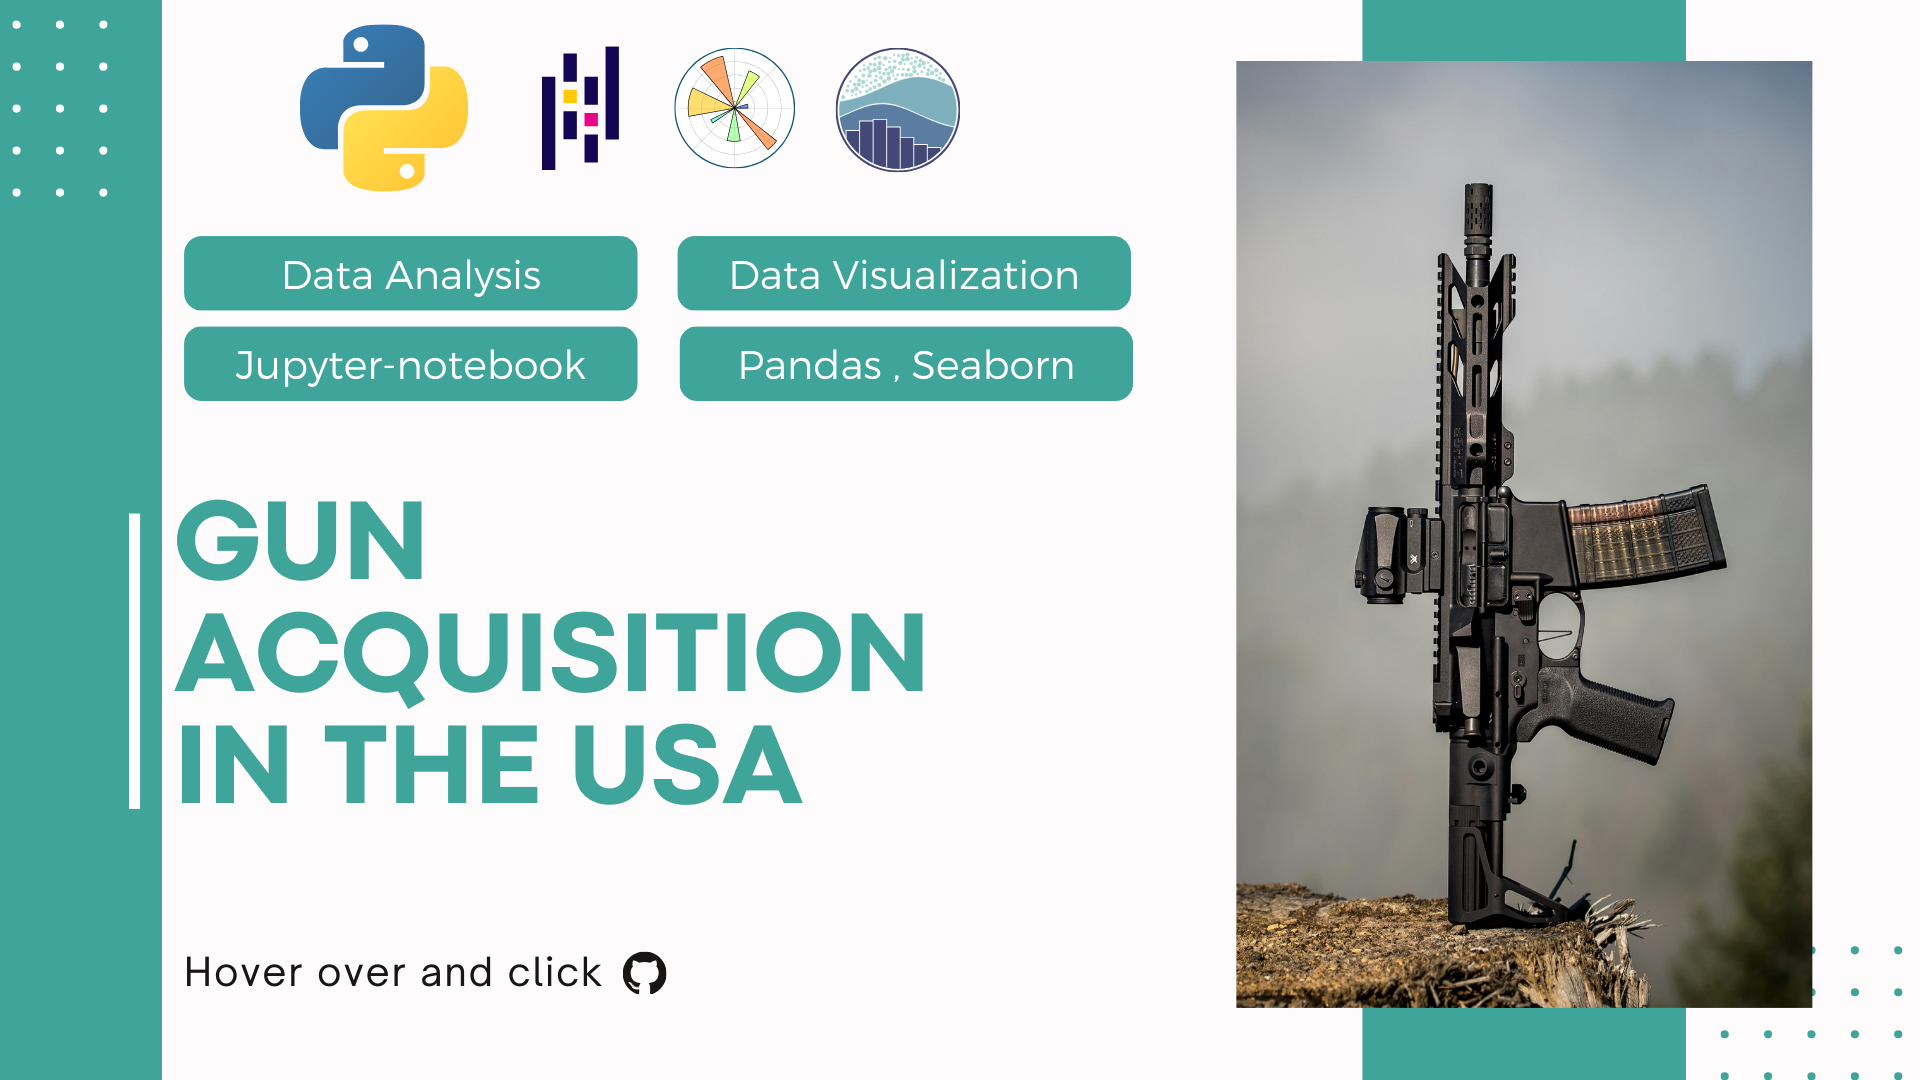 Data Analysis
Data Visualization
Jupyter-notebook
Pandas , Seaborn
GUN
ACQUISITION
IN THE USA
Hover over and click